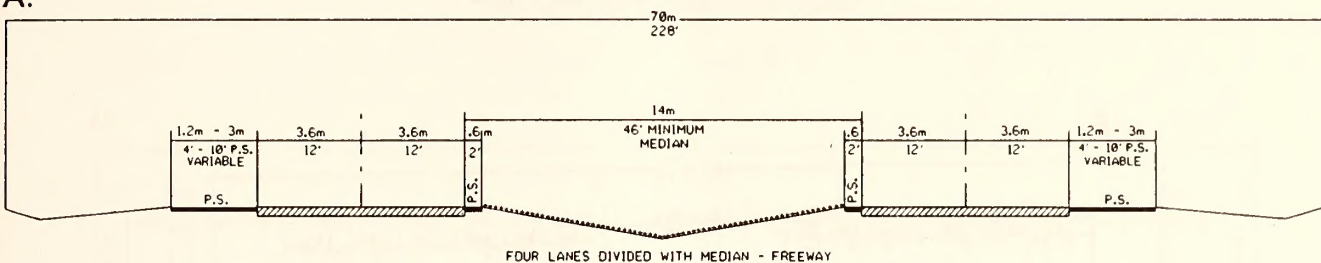 A.
70m
228'
14m
46' MINIMUM
MEDIAN
1.2m - 3m 3.6m 3.6m .6m .6 3.6m 3.6m 1.2m - 3m
4' - 10' P.S. 12' 12' 2' 2' 12' 12' 4' - 10' P.S.
VARIABLE VARIABLE
P.S. P.S. P.S. P.S.
FOUR LANES DIVIDED WITH MEDIAN - FREEWAY